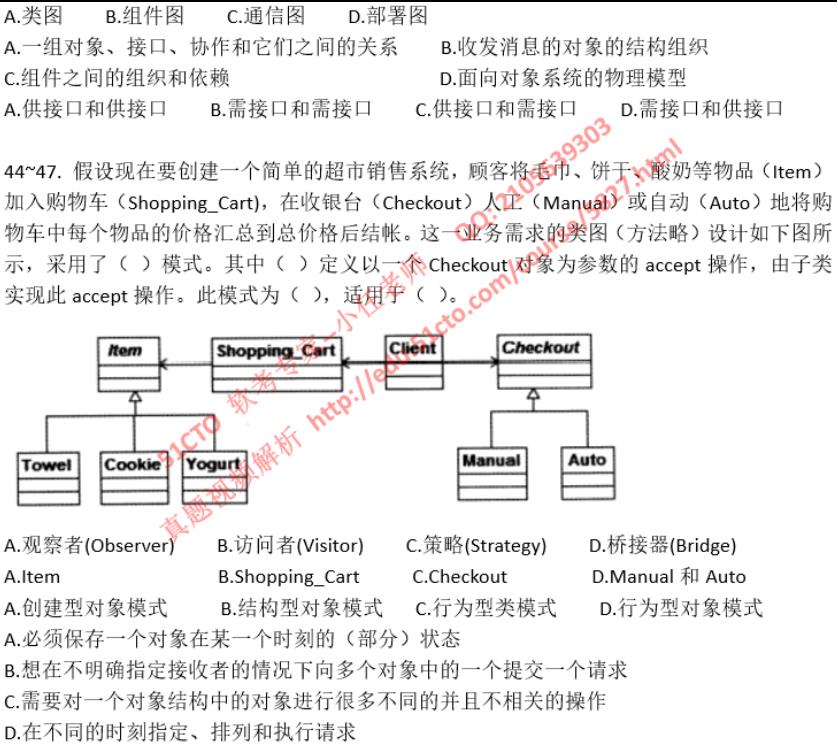 A.类图 B.组件图 C.通信图 D.部署图
A.一组对象、接口、协作和它们之间的关系 B.收发消息的对象的结构组织
C.组件之间的组织和依赖 D.面向对象系统的物理模型
A.供接口和供接口 B.需接口和需接口 C.供接口和需接口 D.需接口和供接口
44~47. 假设现在要创建一个简单的超市销售系统，顾客将毛巾、饼干、酸奶等物品（Item）
加入购物车（Shopping_Cart)，在收银台（Checkout）人工（Manual）或自动（Auto）地将购
物车中每个物品的价格汇总到总价格后结帐。这一业务需求的类图（方法略）设计如下图所
示，采用了（ ）模式。其中（ ）定义以一个 Checkout 对象为参数的 accept 操作，由子类
实现此 accept 操作。此模式为（ ），适用于（ ）。
Item Shopping_Cart Client Checkout
Towel Cookie Yogurt Manual Auto
51CTO 软考专家--小任老师 QQ: 2105639303
真题视频解析
A.观察者(Observer) B.访问者(Visitor) C.策略(Strategy) D.桥接器(Bridge)
A.Item B.Shopping_Cart C.Checkout D.Manual 和 Auto
A.创建型对象模式 B.结构型对象模式 C.行为型类模式 D.行为型对象模式
A.必须保存一个对象在某一个时刻的（部分）状态
B.想在不明确指定接收者的情况下向多个对象中的一个提交一个请求
C.需要对一个对象结构中的对象进行很多不同的并且不相关的操作
D.在不同的时刻指定、排列和执行请求